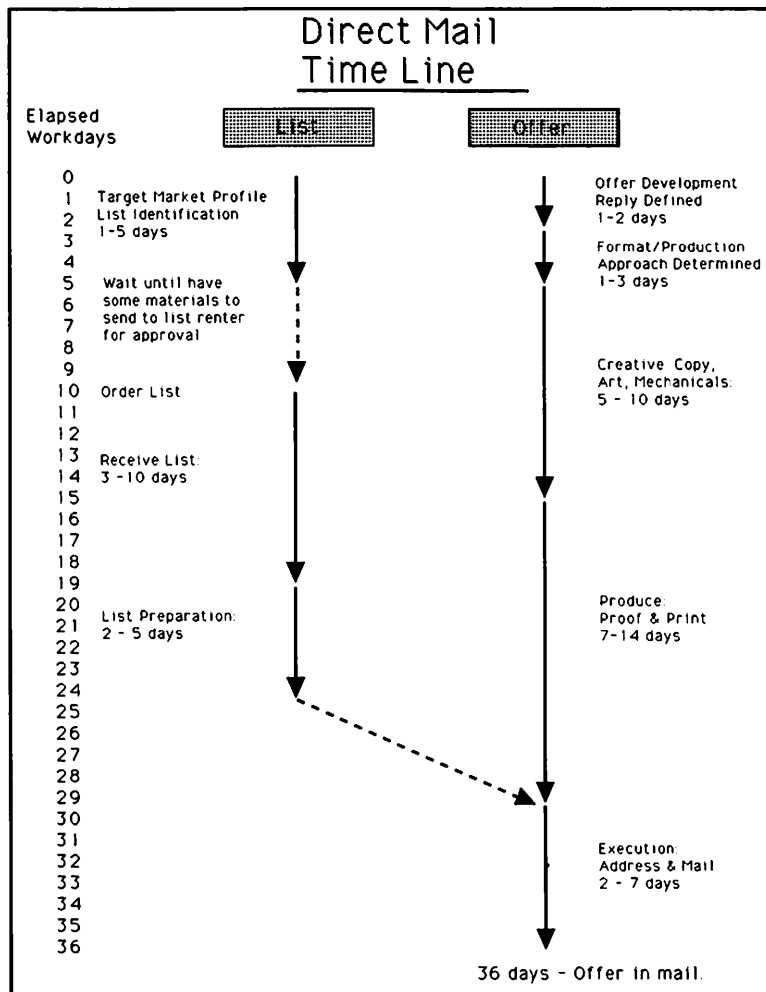 Direct Mail
Time Line
Elapsed
Workdays
List
Offer
0
1
2
3
4
5
6
7
8
9
10
11
12
13
14
15
16
17
18
19
20
21
22
23
24
25
26
27
28
29
30
31
32
33
34
35
36
Target Market Profile
List Identification
1-5 days
Wait until have
some materials to
send to list renter
for approval
Order List
Receive List:
3 -10 days
List Preparation:
2 - 5 days
Offer Development
Reply Defined
1-2 days
Format/Production
Approach Determined
1-3 days
Creative Copy,
Art, Mechanicals:
5 - 10 days
Produce:
Proof & Print
7-14 days
Execution:
Address & Mail
2 - 7 days
36 days - Offer in mail.